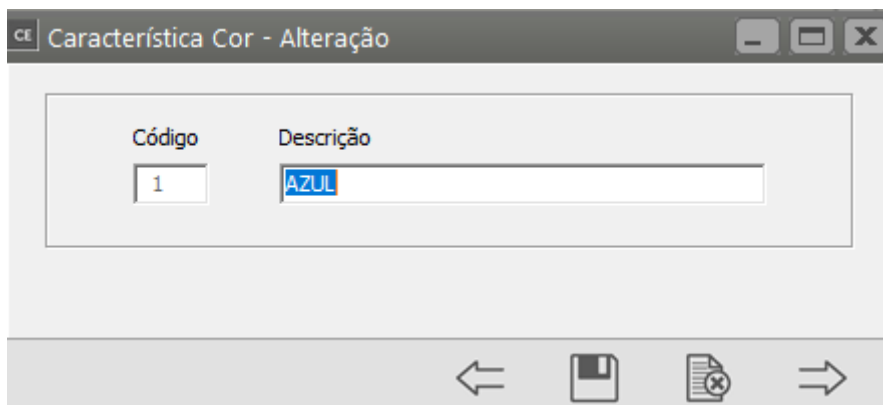 CE Característica Cor - Alteração
Código Descrição
1 AZUL